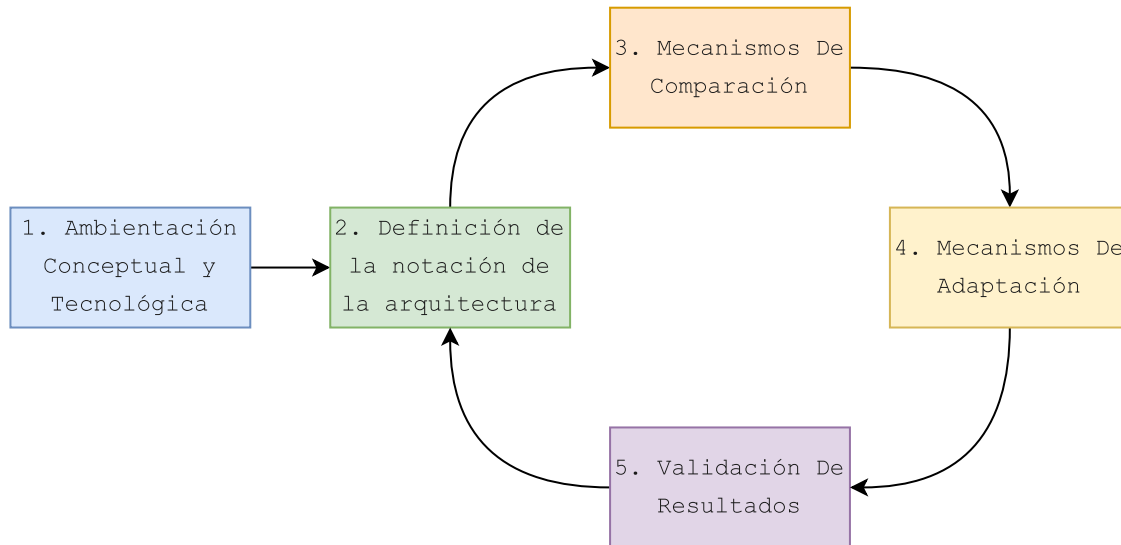 1. Ambientación
Conceptual y
Tecnológica
2. Definición de
la notación de
la arquitectura
3. Mecanismos De
Comparación
4. Mecanismos De
Adaptación
5. Validación De
Resultados